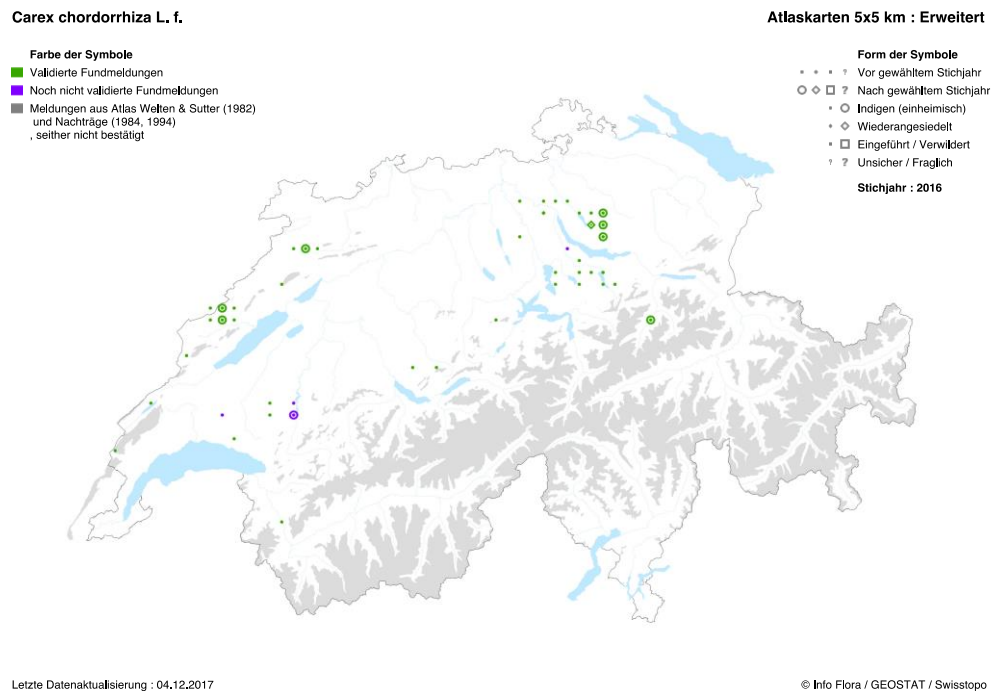 Carex chordorrhiza L. f.
Atlaskarten 5x5 km : Erweitert
Farbe der Symbole
Validierte Fundmeldungen
Noch nicht validierte Fundmeldungen
Meldungen aus Atlas Welten & Sutter (1982)
und Nachträge (1984, 1994)
, seither nicht bestätigt
Form der Symbole
? Vor gewähltem Stichjahr
? Nach gewähltem Stichjahr
Indigen (einheimisch)
Wiederangesiedelt
Eingeführt / Verwildert
? ? Unsicher / Fraglich
Stichjahr : 2016
Letzte Datenaktualisierung : 04.12.2017
© Info Flora / GEOSTAT / Swisstopo